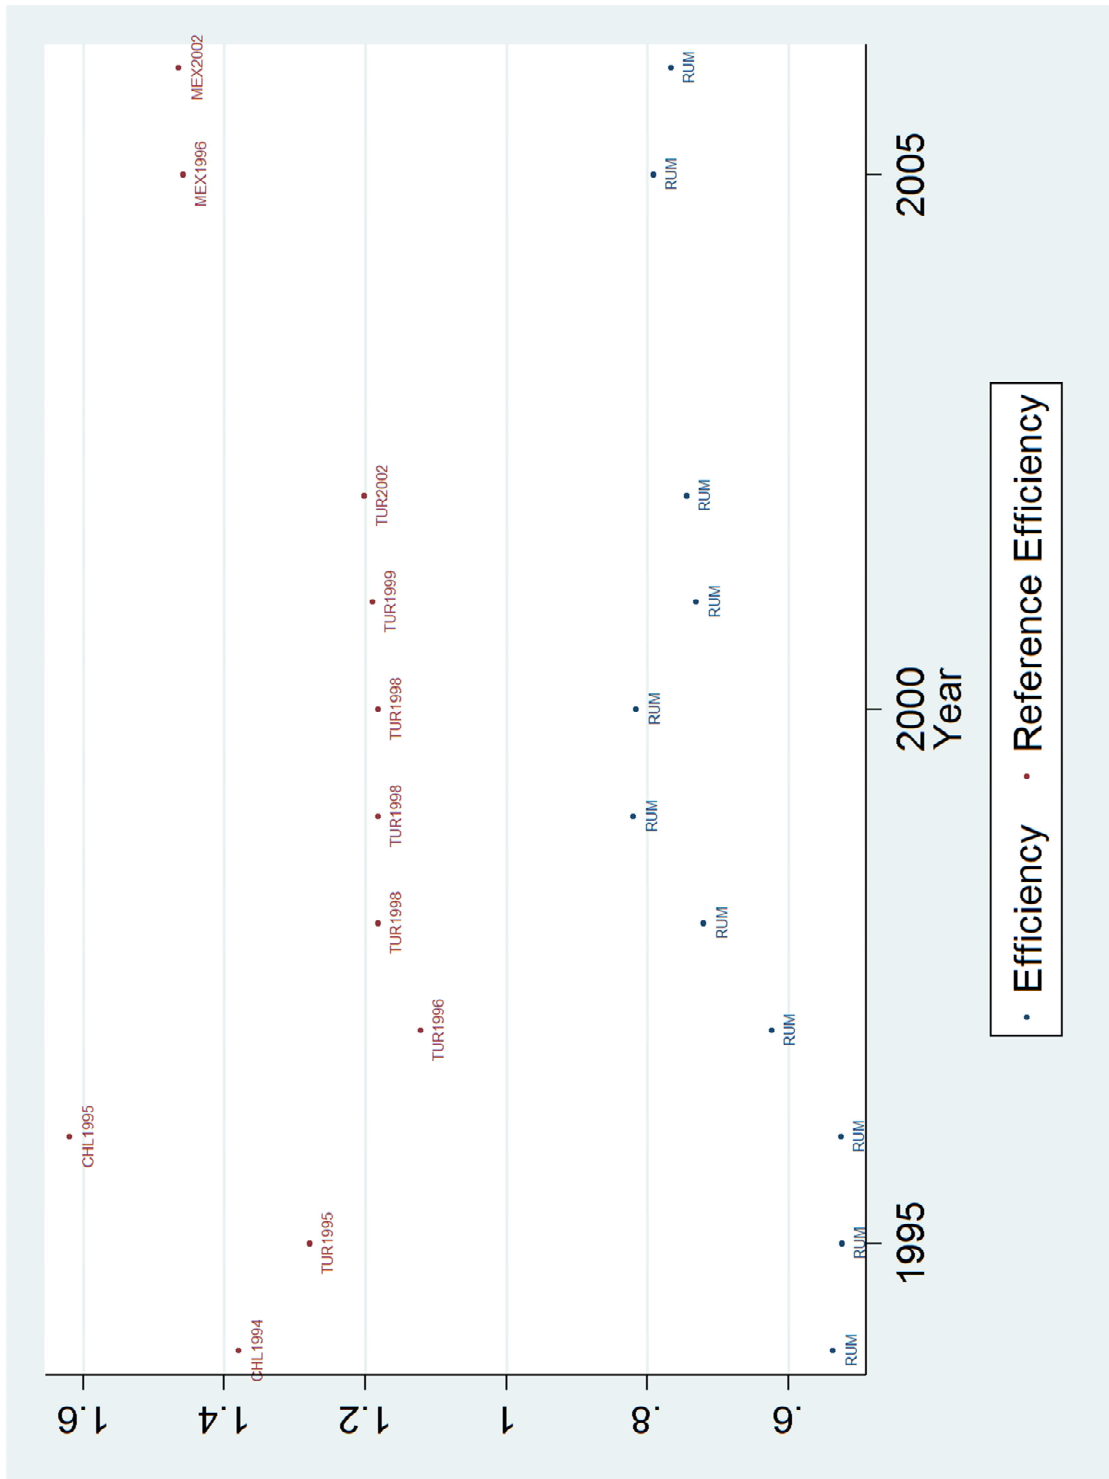 1.6
1.4
1.2
1
.8
.6
CHL1994
TUR1995
CHL1995
TUR1996
TUR1998
TUR1998
TUR1998
TUR1999
TUR2002
MEX1996
MEX2002
RUM
RUM
RUM
RUM
RUM
RUM
RUM
RUM
RUM
RUM
RUM
1995
2000
2005
Year
Efficiency
Reference Efficiency